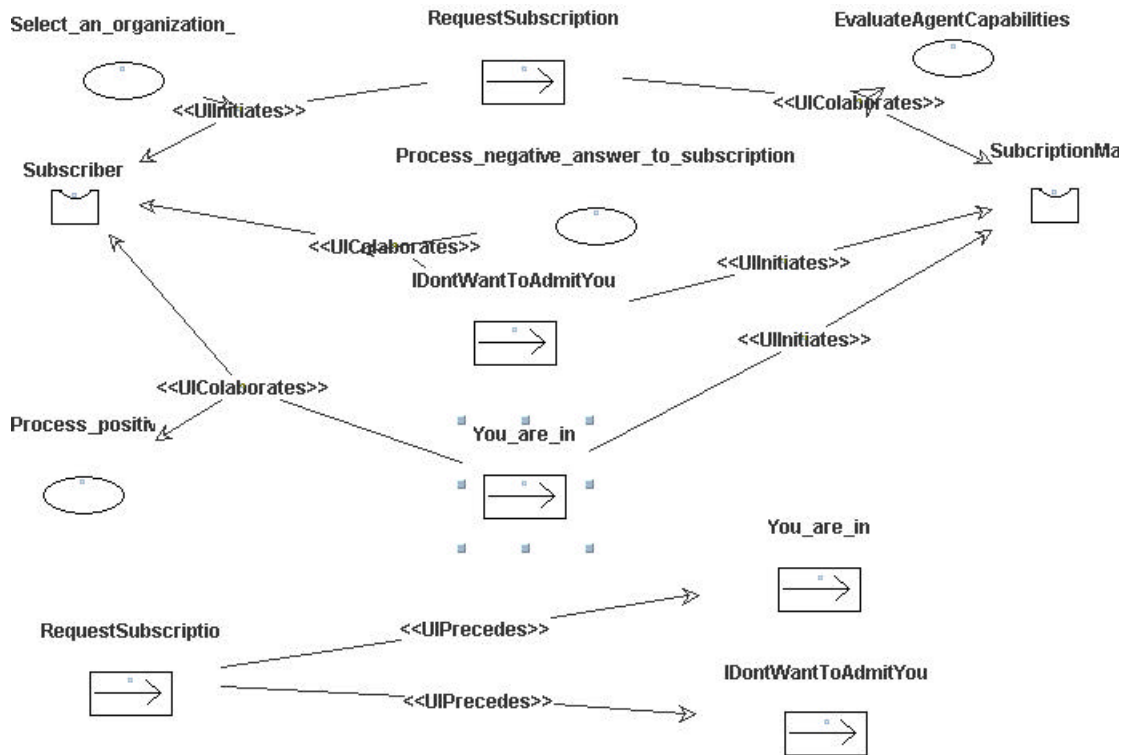 Select_an_organization_
RequestSubscription
EvaluateAgentCapabilities
<<UIInitiates>>
<<UIColaborates>>
Subscriber
Process_negative_answer_to_subscription
SubcriptionMa
<<UIColaborates>>
<<UIInitiates>>
IDontWantToAdmitYou
<<UIInitiates>>
<<UIColaborates>>
Process_positiv
You_are_in
You_are_in
RequestSubscriptio
<<UIPrecedes>>
IDontWantToAdmitYou
<<UIPrecedes>>